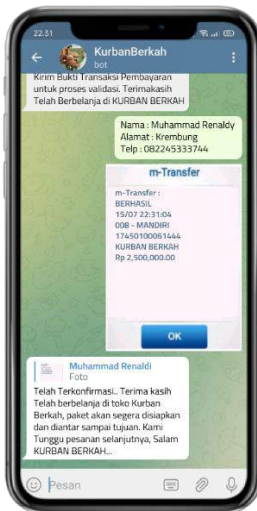 22.31
KurbanBerkah
bot
Kirim Bukti Transaksi Pembayaran
untuk proses validasi. Terimakasih
Telah Berbelanja di KURBAN BERKAH
Nama : Muhammad Renaldy
Alamat : Krembung
Telp : 082245333744
m-Transfer
m-Transfer :
BERHASIL
15/07 22:31:04
008 - MANDIRI
17450100061444
KURBAN BERKAH
Rp 2,500,000.00
OK
Muhammad Renaldi
Foto
Telah Terkonfirmasi.. Terima kasih
Telah berbelanja di toko Kurban
Berkah, paket akan segera disiapkan
dan diantar sampai tujuan. Kami
Tunggu pesanan selanjutnya, Salam
KURBAN BERKAH...
Pesan